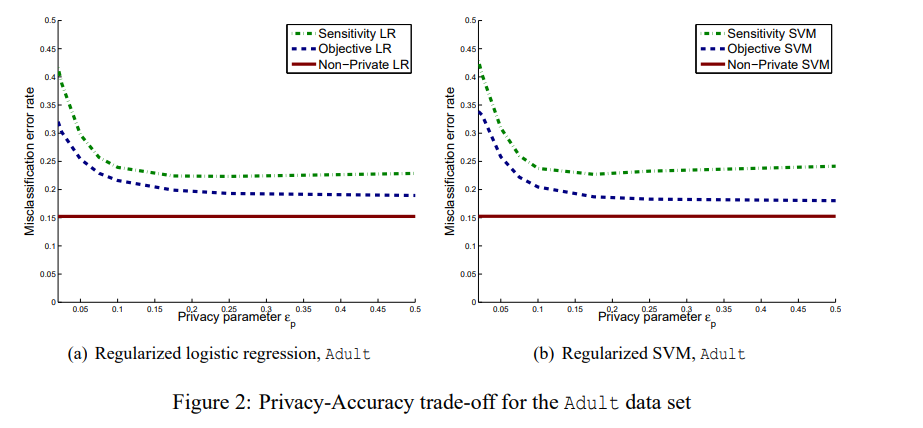 0.5
0.45
0.4
0.35
0.3
0.25
0.2
0.15
0.1
0.05
0
Misclassification error rate
Sensitivity LR
Objective LR
Non−Private LR
0.05 0.1 0.15 0.2 0.25 0.3 0.35 0.4 0.45 0.5
Privacy parameter εp
(a) Regularized logistic regression, Adult
0.5
0.45
0.4
0.35
0.3
0.25
0.2
0.15
0.1
0.05
0
Misclassification error rate
Sensitivity SVM
Objective SVM
Non−Private SVM
0.05 0.1 0.15 0.2 0.25 0.3 0.35 0.4 0.45 0.5
Privacy parameter εp
(b) Regularized SVM, Adult
Figure 2: Privacy-Accuracy trade-off for the Adult data set